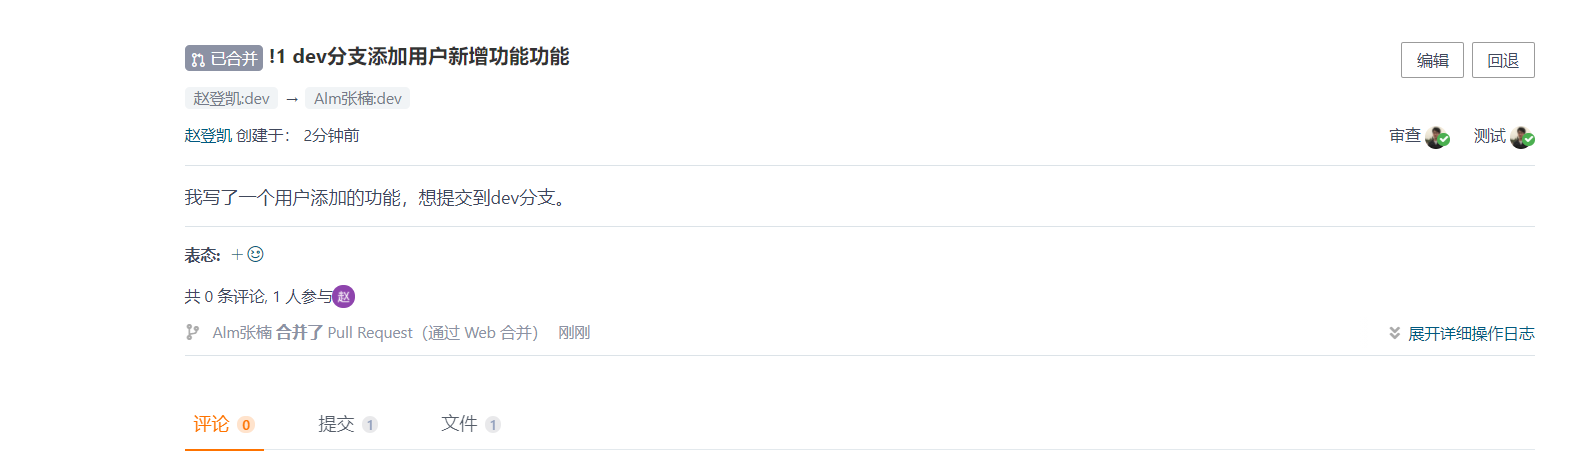 已合并 !1 dev分支添加用户新增功能功能
编辑 回退
赵登凯:dev → Alm张楠:dev
赵登凯 创建于: 2分钟前
审查 测试
我写了一个用户添加的功能，想提交到dev分支。
表态: +
共 0 条评论, 1 人参与 赵
Alm张楠 合并了 Pull Request（通过 Web 合并） 刚刚
展开详细操作日志
评论 0 提交 1 文件 1